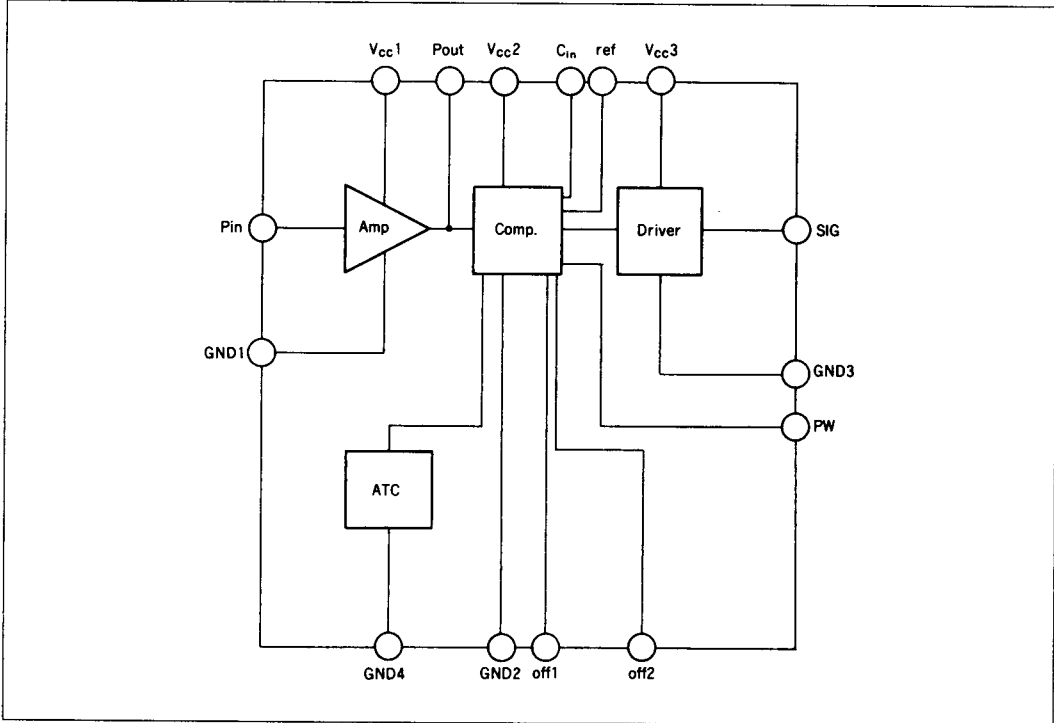 Vcc1 Pout Vcc2 Cin ref Vcc3
Pin Amp Comp. Driver SIG
GND1
GND3
PW
ATC
GND4 GND2 off1 off2